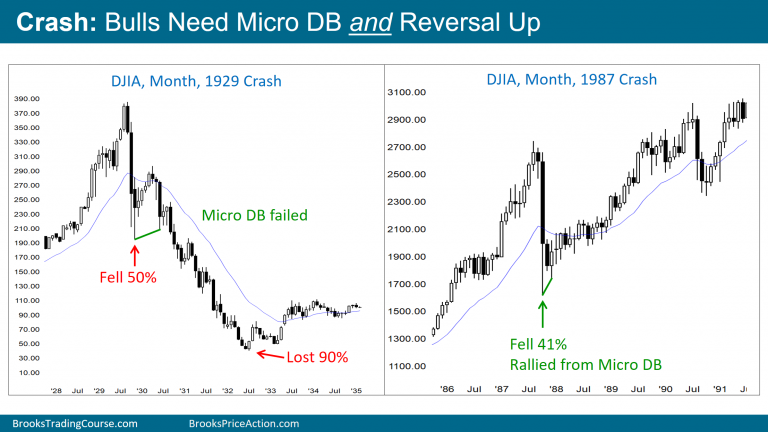 Crash: Bulls Need Micro DB and Reversal Up
DJIA, Month, 1929 Crash
390.00
370.00
350.00
330.00
310.00
290.00
270.00
250.00
230.00
210.00
190.00
170.00
150.00
130.00
110.00
90.00
70.00
50.00
30.00
10.00
Micro DB failed
Fell 50%
Lost 90%
'28 Jul '29 Jul '30 Jul '31 Jul '32 Jul '33 Jul '34 Jul '35
DJIA, Month, 1987 Crash
3100.00
2900.00
2700.00
2500.00
2300.00
2100.00
1900.00
1700.00
1500.00
1300.00
1100.00
Fell 41%
Rallied from Micro DB
'86 Jul '87 Jul '88 Jul '89 Jul '90 Jul '91
BrooksTradingCourse.com BrooksPriceAction.com